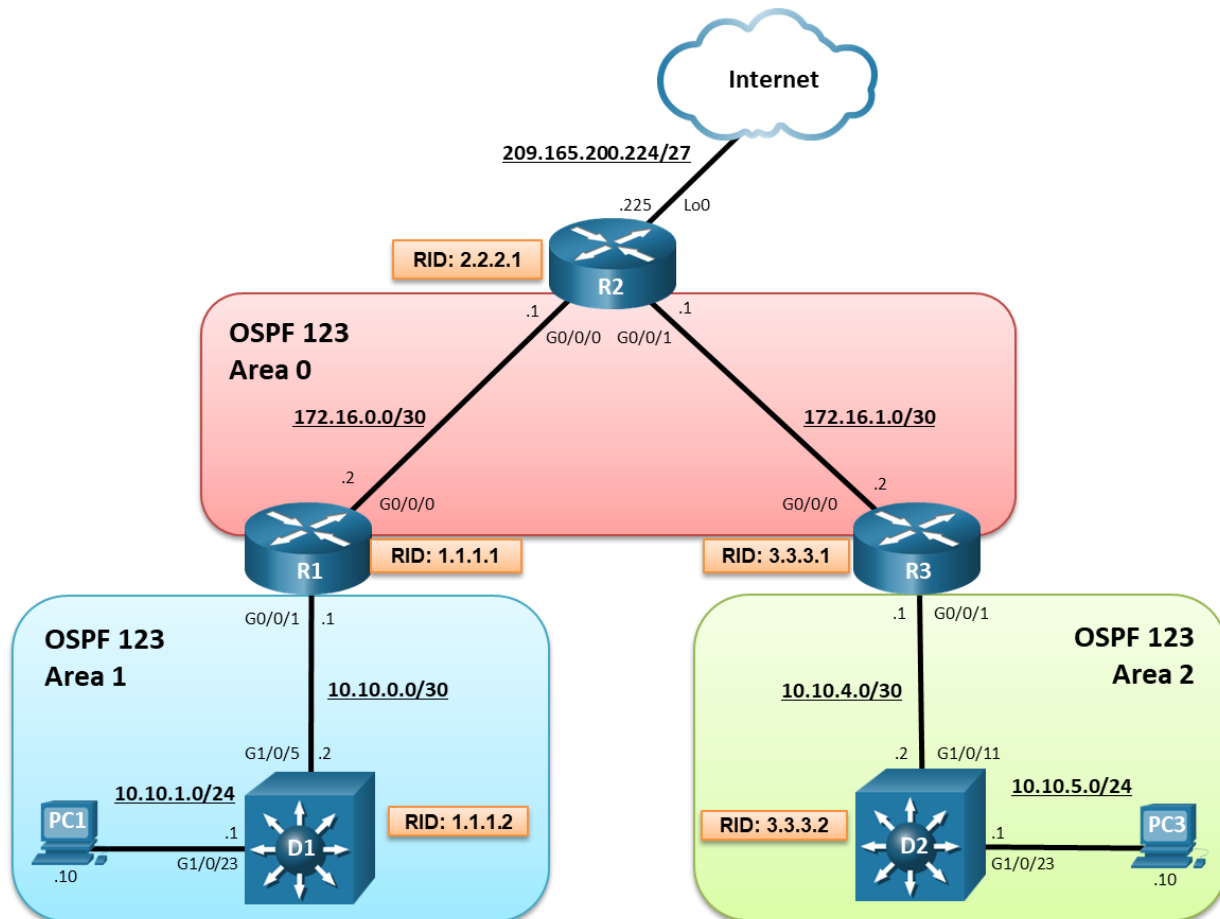 Internet
209.165.200.224/27
.225
Lo0
RID: 2.2.2.1
R2
OSPF 123
Area 0
.1
G0/0/0
G0/0/1
.1
172.16.0.0/30
172.16.1.0/30
.2
G0/0/0
G0/0/0
.2
R1
RID: 1.1.1.1
RID: 3.3.3.1
R3
OSPF 123
Area 1
G0/0/1
.1
10.10.0.0/30
G1/0/5
.2
10.10.1.0/24
PC1
.1
G1/0/23
.10
D1
RID: 1.1.1.2
.1
G0/0/1
OSPF 123
Area 2
10.10.4.0/30
.2
G1/0/11
10.10.5.0/24
RID: 3.3.3.2
D2
.1
G1/0/23
PC3
.10